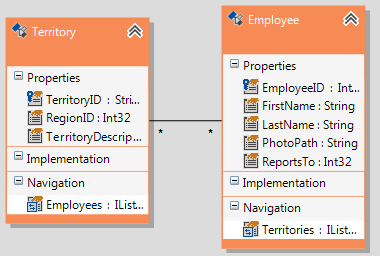 Territory
Properties
TerritoryID : Stri...
RegionID : Int32
TerritoryDescrip...
Implementation
Navigation
Employees : IList...
* *
Employee
Properties
EmployeeID : Int...
FirstName : String
LastName : String
PhotoPath : String
ReportsTo : Int32
Implementation
Navigation
Territories : IList...